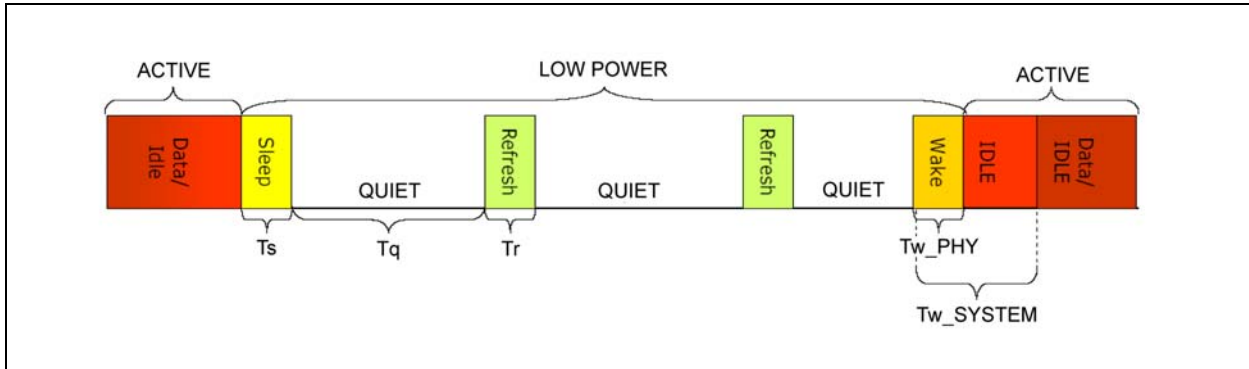 ACTIVE
LOW POWER
ACTIVE
Data/
Idle
Sleep
QUIET
Refresh
QUIET
Refresh
QUIET
Wake
IDLE
Data/
IDLE
Ts
Tq
Tr
Tw_PHY
Tw_SYSTEM